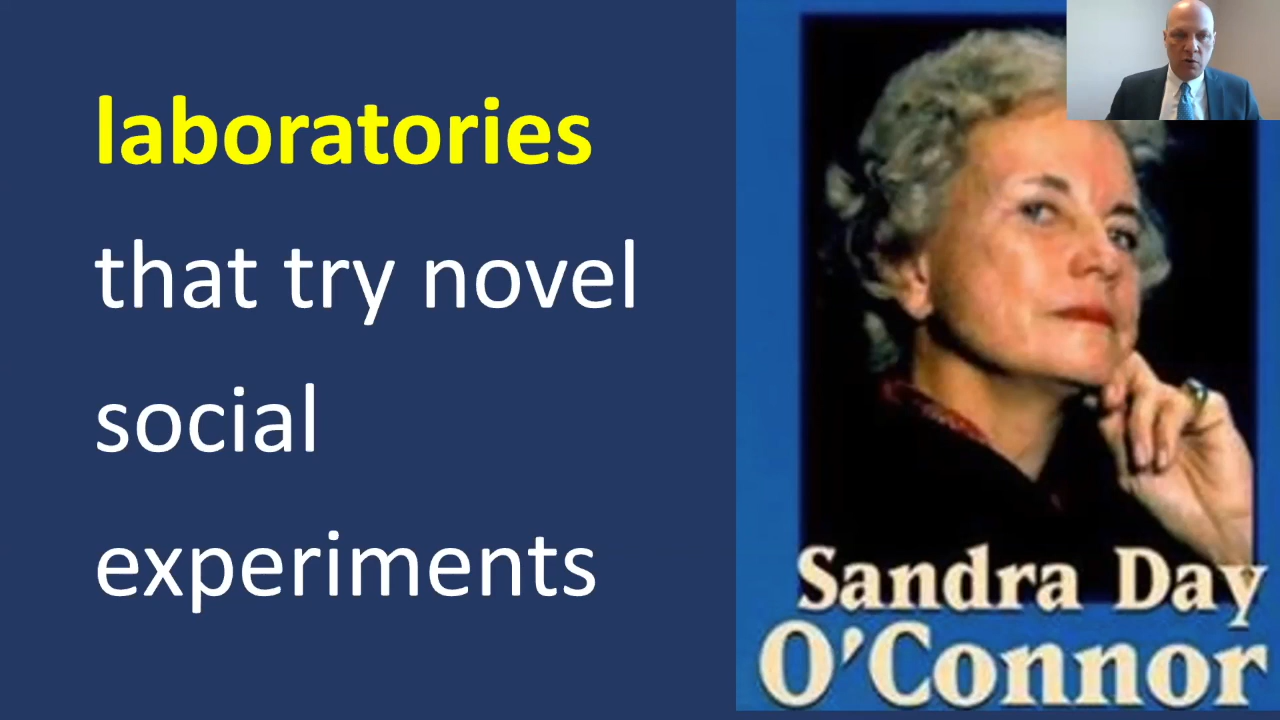 laboratories
that try novel
social
experiments
Sandra Day
O'Connor